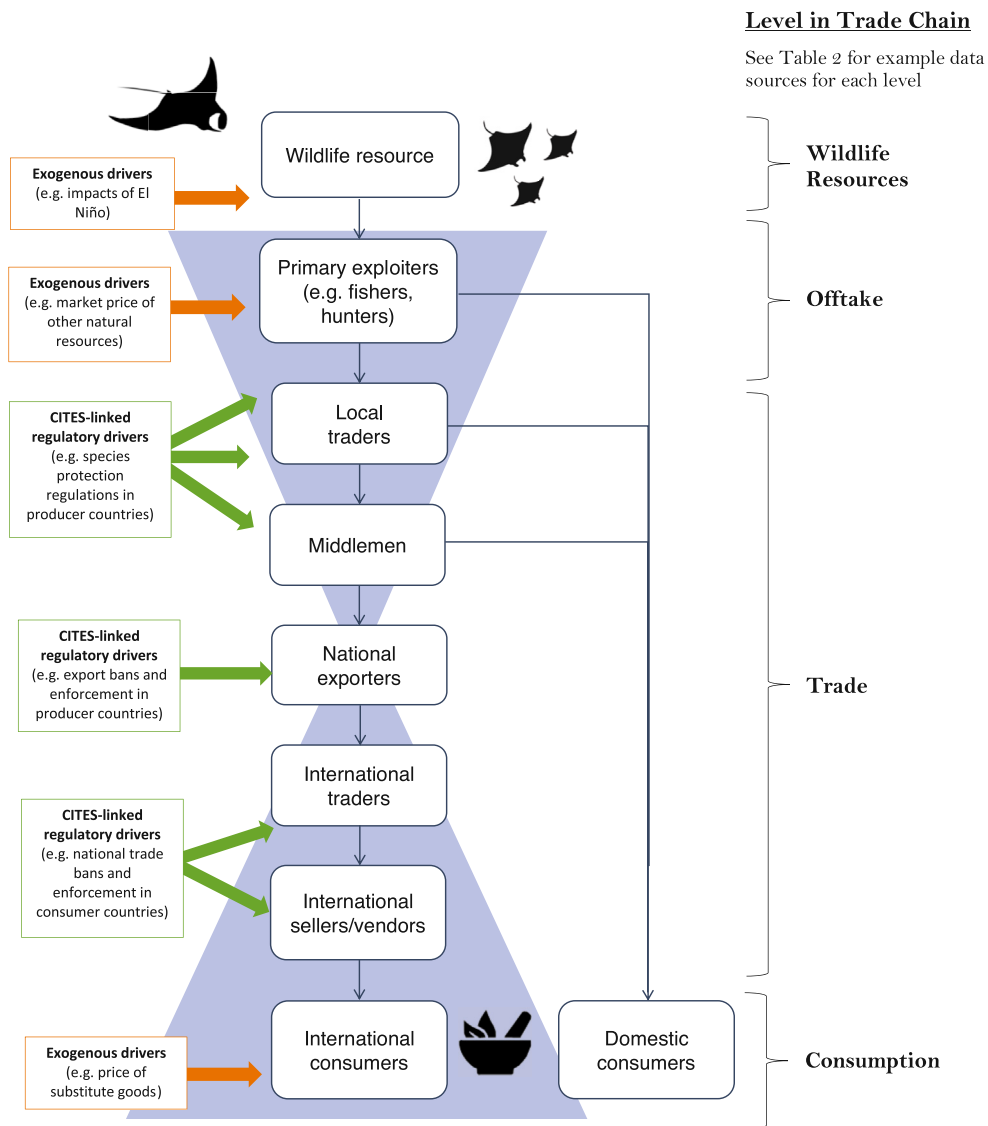 Level in Trade Chain
See Table 2 for example data
sources for each level
Wildlife resource
Wildlife
Resources
Exogenous drivers
(e.g. impacts of El
Niño)
Primary exploiters
(e.g. fishers,
hunters)
Offtake
Exogenous drivers
(e.g. market price of
other natural
resources)
Local
traders
CITES-linked
regulatory drivers
(e.g. species
protection
regulations in
producer countries)
Middlemen
CITES-linked
regulatory drivers
(e.g. export bans and
enforcement in
producer countries)
National
exporters
Trade
International
traders
CITES-linked
regulatory drivers
(e.g. national trade
bans and
enforcement in
consumer countries)
International
sellers/vendors
International
consumers
Domestic
consumers
Consumption
Exogenous drivers
(e.g. price of
substitute goods)